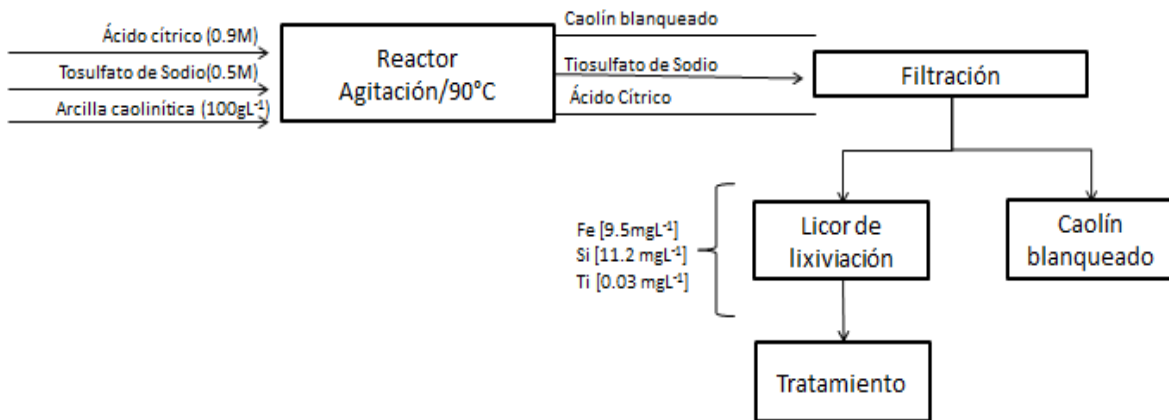 Ácido cítrico (0.9M)
Tosulfato de Sodio(0.5M)
Arcilla caolinítica (100gL⁻¹)
Reactor
Agitación/90°C
Caolín blanqueado
Tiosulfato de Sodio
Ácido Cítrico
Filtración
Fe [9.5mgL⁻¹]
Si [11.2 mgL⁻¹]
Ti [0.03 mgL⁻¹]
Licor de
lixiviación
Caolín
blanqueado
Tratamiento